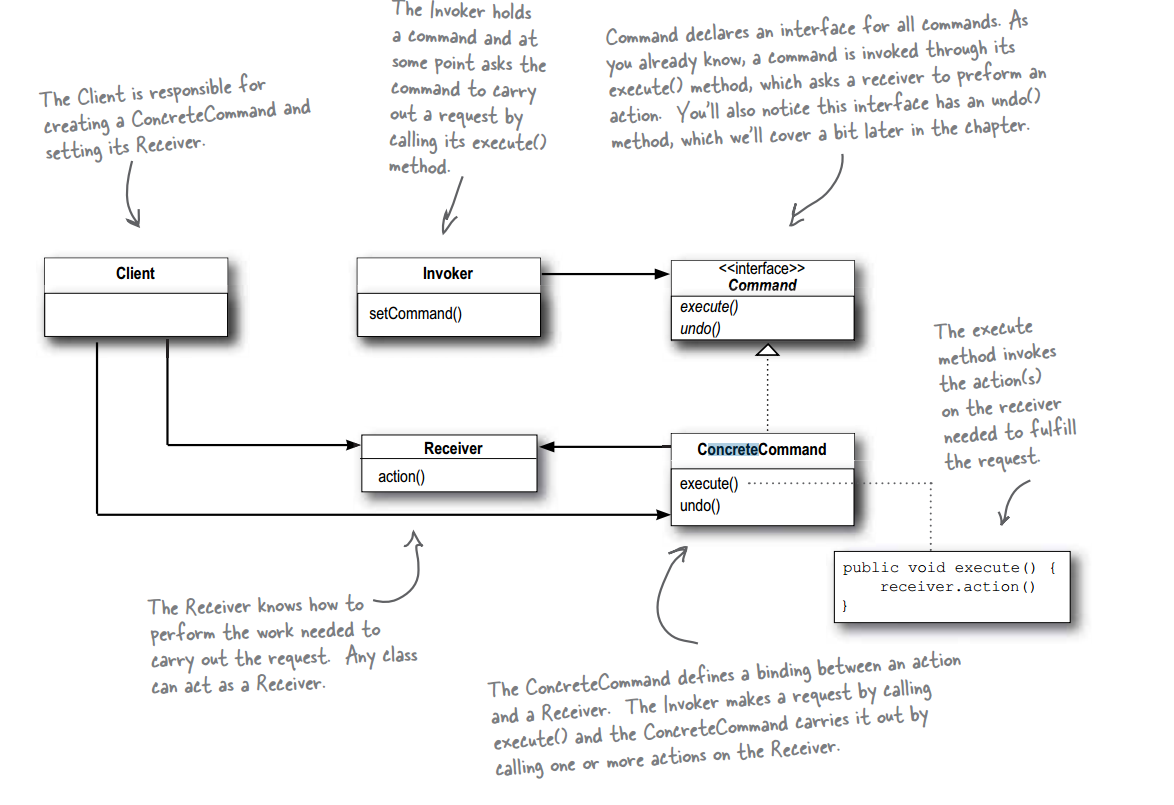 The Invoker holds
a command and at
some point asks the
command to carry
out a request by
calling its execute()
method.
Command declares an interface for all commands. As
you already know, a command is invoked through its
execute() method, which asks a receiver to preform an
action. You'll also notice this interface has an undo()
method, which we'll cover a bit later in the chapter.
The Client is responsible for
creating a ConcreteCommand and
setting its Receiver.
Client
Invoker
setCommand()
<<interface>>
Command
execute()
undo()
The execute
method invokes
the action(s)
on the receiver
needed to fulfill
the request.
Receiver
action()
ConcreteCommand
execute()
undo()
public void execute() {
receiver.action()
}
The Receiver knows how to
perform the work needed to
carry out the request. Any class
can act as a Receiver.
The ConcreteCommand defines a binding between an action
and a Receiver. The Invoker makes a request by calling
execute() and the ConcreteCommand carries it out by
calling one or more actions on the Receiver.